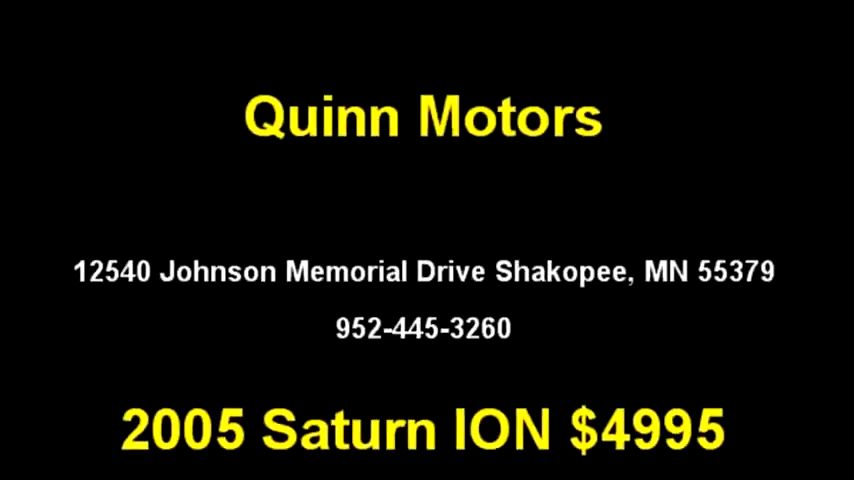 Quinn Motors
12540 Johnson Memorial Drive Shakopee, MN 55379
952-445-3260
2005 Saturn ION $4995